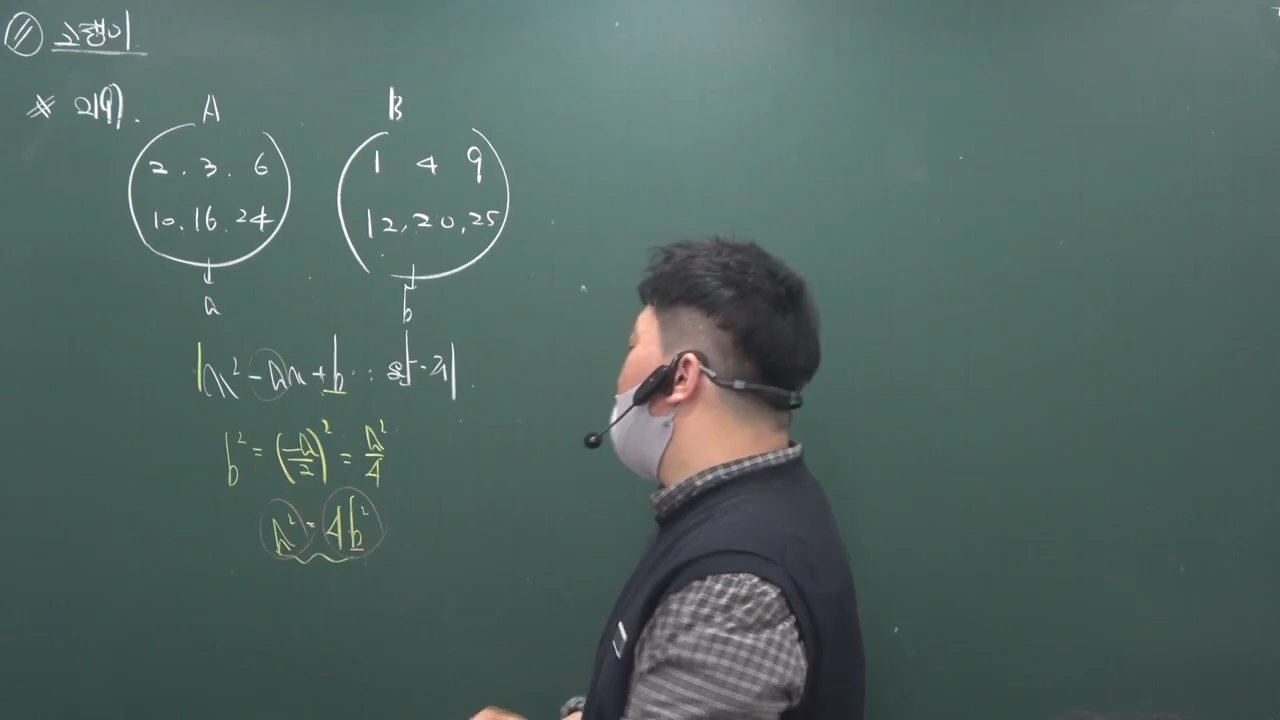 // 고쟁이
※ 예).
A B
2 . 3 . 6
10 . 16 . 24
1 4 9
12 , 20 , 25
a b
x² - ax + b : 완·제
b² = (-a/2)² = a²/4
a² = 4b²